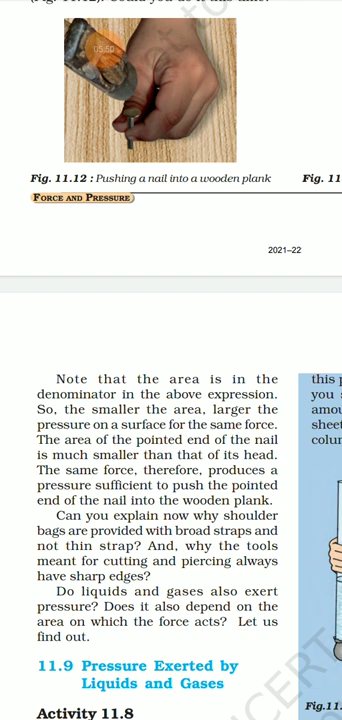 05:50
Fig. 11.12 : Pushing a nail into a wooden plank
Fig. 11
FORCE AND PRESSURE
2021–22
Note that the area is in the
denominator in the above expression.
So, the smaller the area, larger the
pressure on a surface for the same force.
The area of the pointed end of the nail
is much smaller than that of its head.
The same force, therefore, produces a
pressure sufficient to push the pointed
end of the nail into the wooden plank.
Can you explain now why shoulder
bags are provided with broad straps and
not thin strap? And, why the tools
meant for cutting and piercing always
have sharp edges?
Do liquids and gases also exert
pressure? Does it also depend on the
area on which the force acts? Let us
find out.
11.9 Pressure Exerted by
Liquids and Gases
Activity 11.8
this
you
sheet
Fig.11.
NCERT